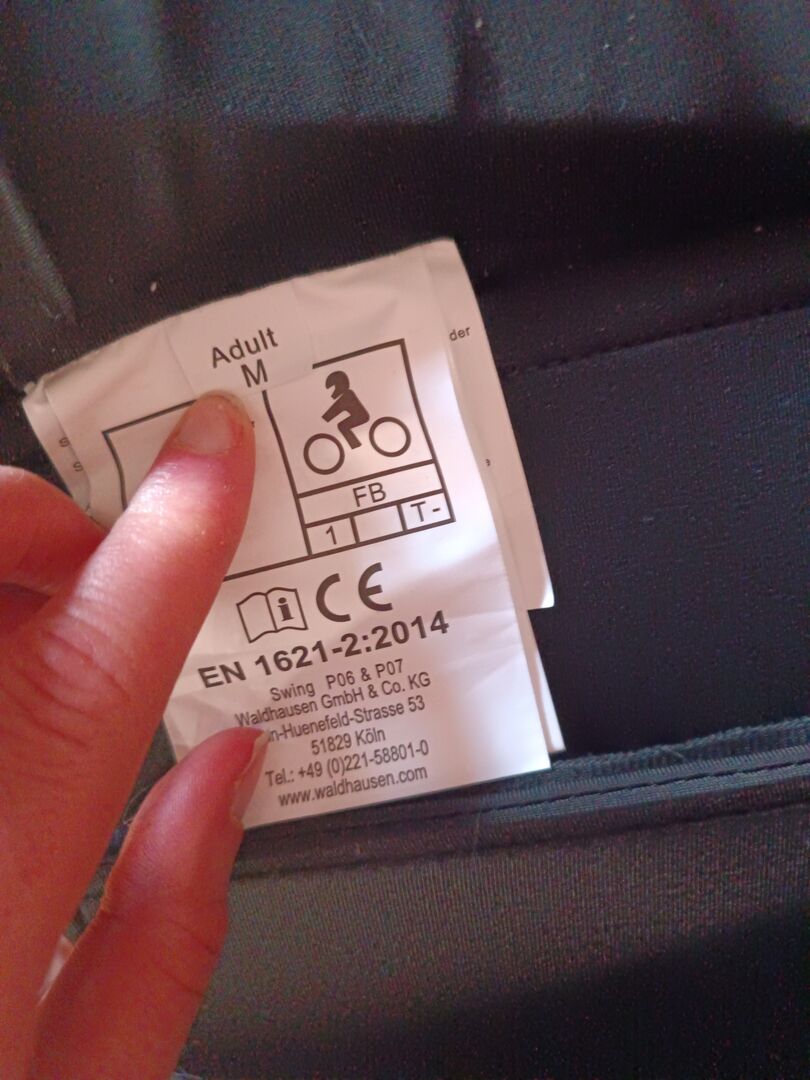 Adult
M
der
FB
1 T-
CE
EN 1621-2:2014
Swing P06 & P07
Waldhausen GmbH & Co. KG
-Huenefeld-Strasse 53
51829 Köln
Tel.: +49 (0)221-58801-0
www.waldhausen.com